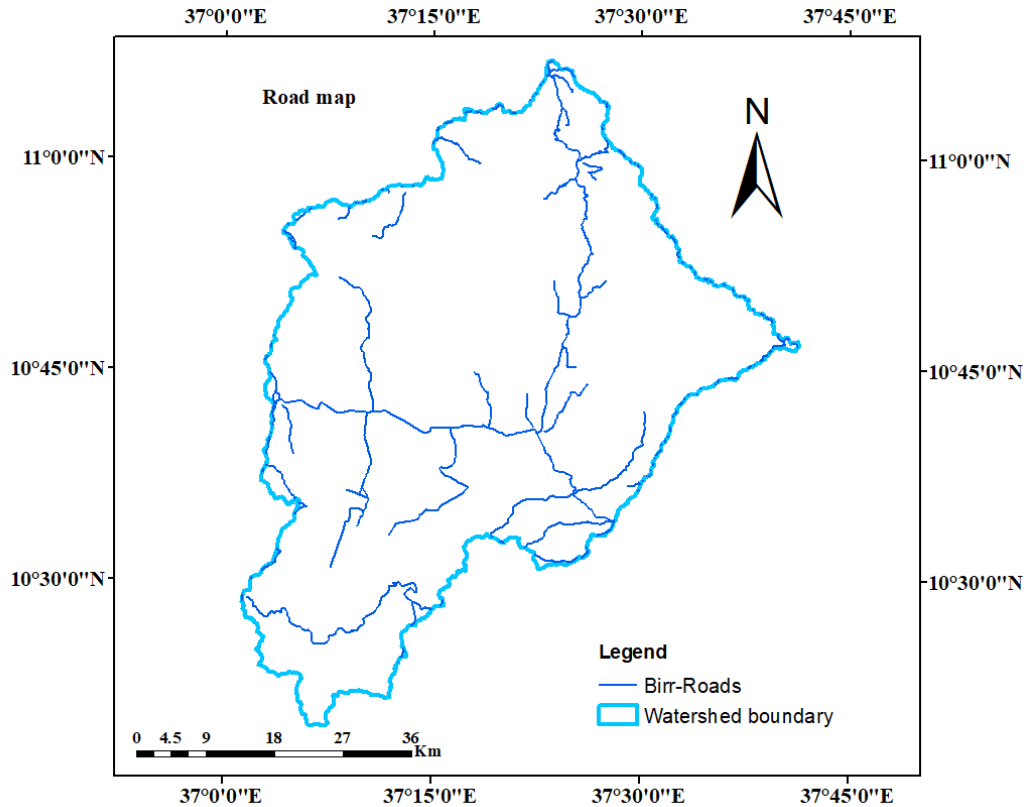 37°0'0"E 37°15'0"E 37°30'0"E 37°45'0"E
Road map
N
11°0'0"N 11°0'0"N
10°45'0"N 10°45'0"N
10°30'0"N 10°30'0"N
Legend
Birr-Roads
Watershed boundary
0 4.5 9 18 27 36
Km
37°0'0"E 37°15'0"E 37°30'0"E 37°45'0"E